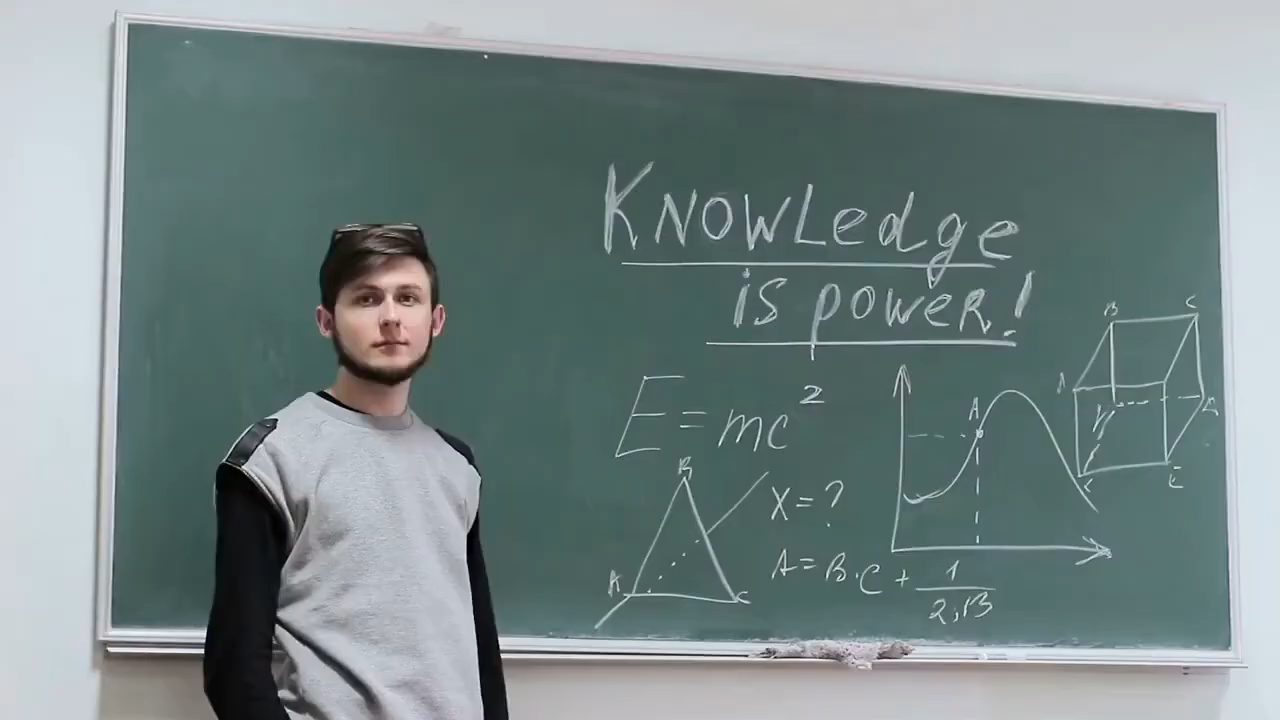 KNOWLedge
is power!
E = mc²
B
A
C
X = ?
A = B.C + 1/2,13
A
B
C
E